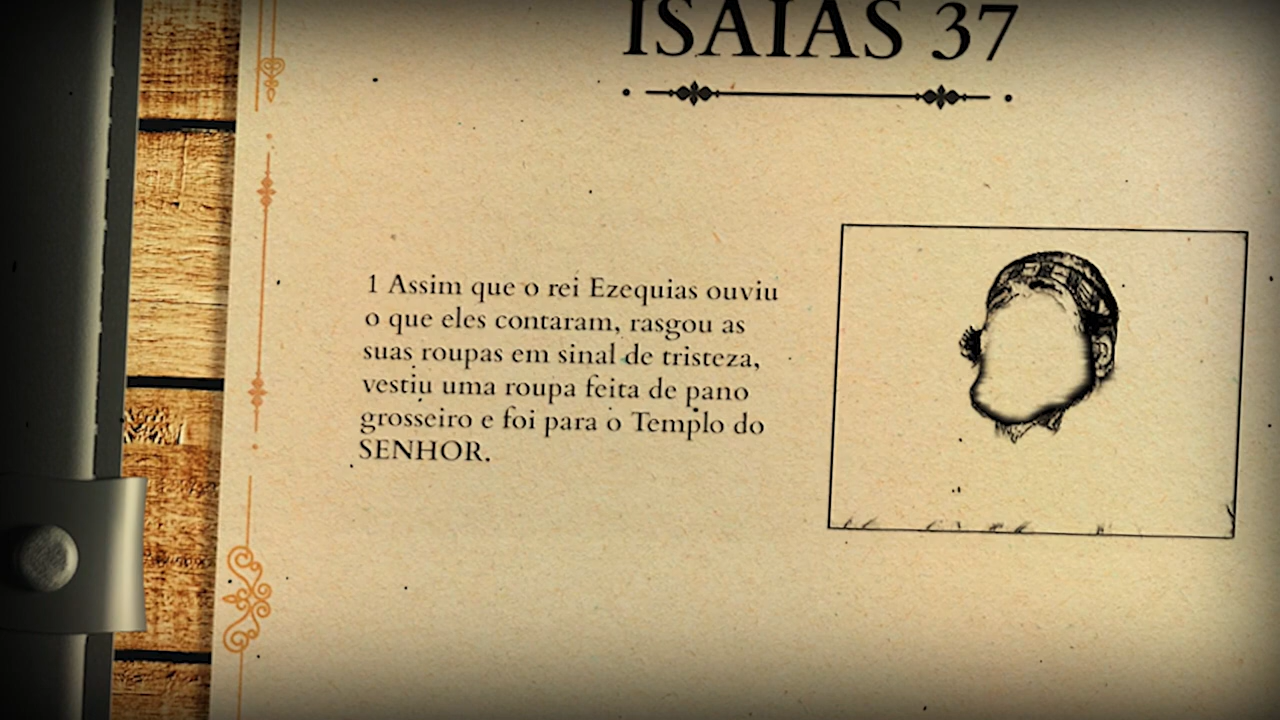 ISAÍAS 37
1 Assim que o rei Ezequias ouviu
o que eles contaram, rasgou as
suas roupas em sinal de tristeza,
vestiu uma roupa feita de pano
grosseiro e foi para o Templo do
SENHOR.